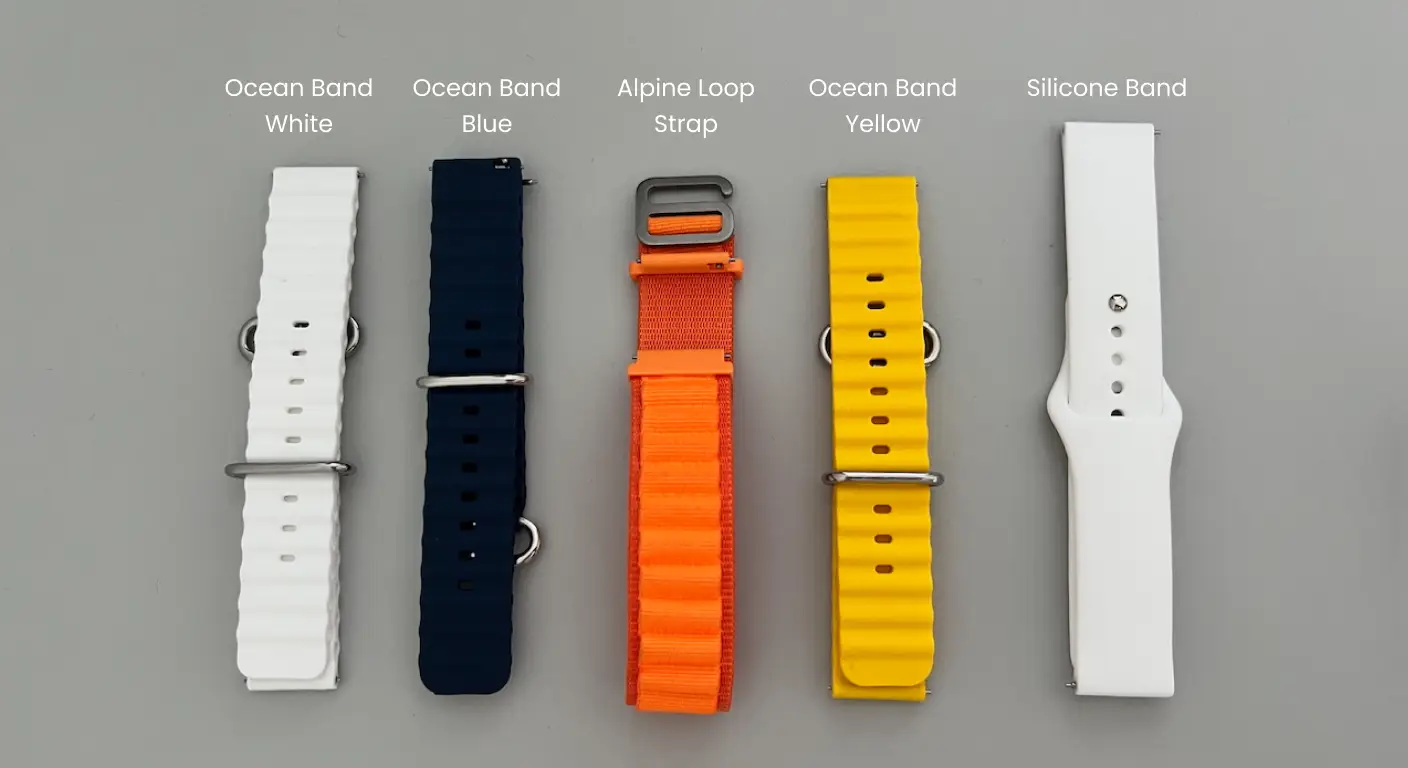 Ocean Band
White
Ocean Band
Blue
Alpine Loop
Strap
Ocean Band
Yellow
Silicone Band